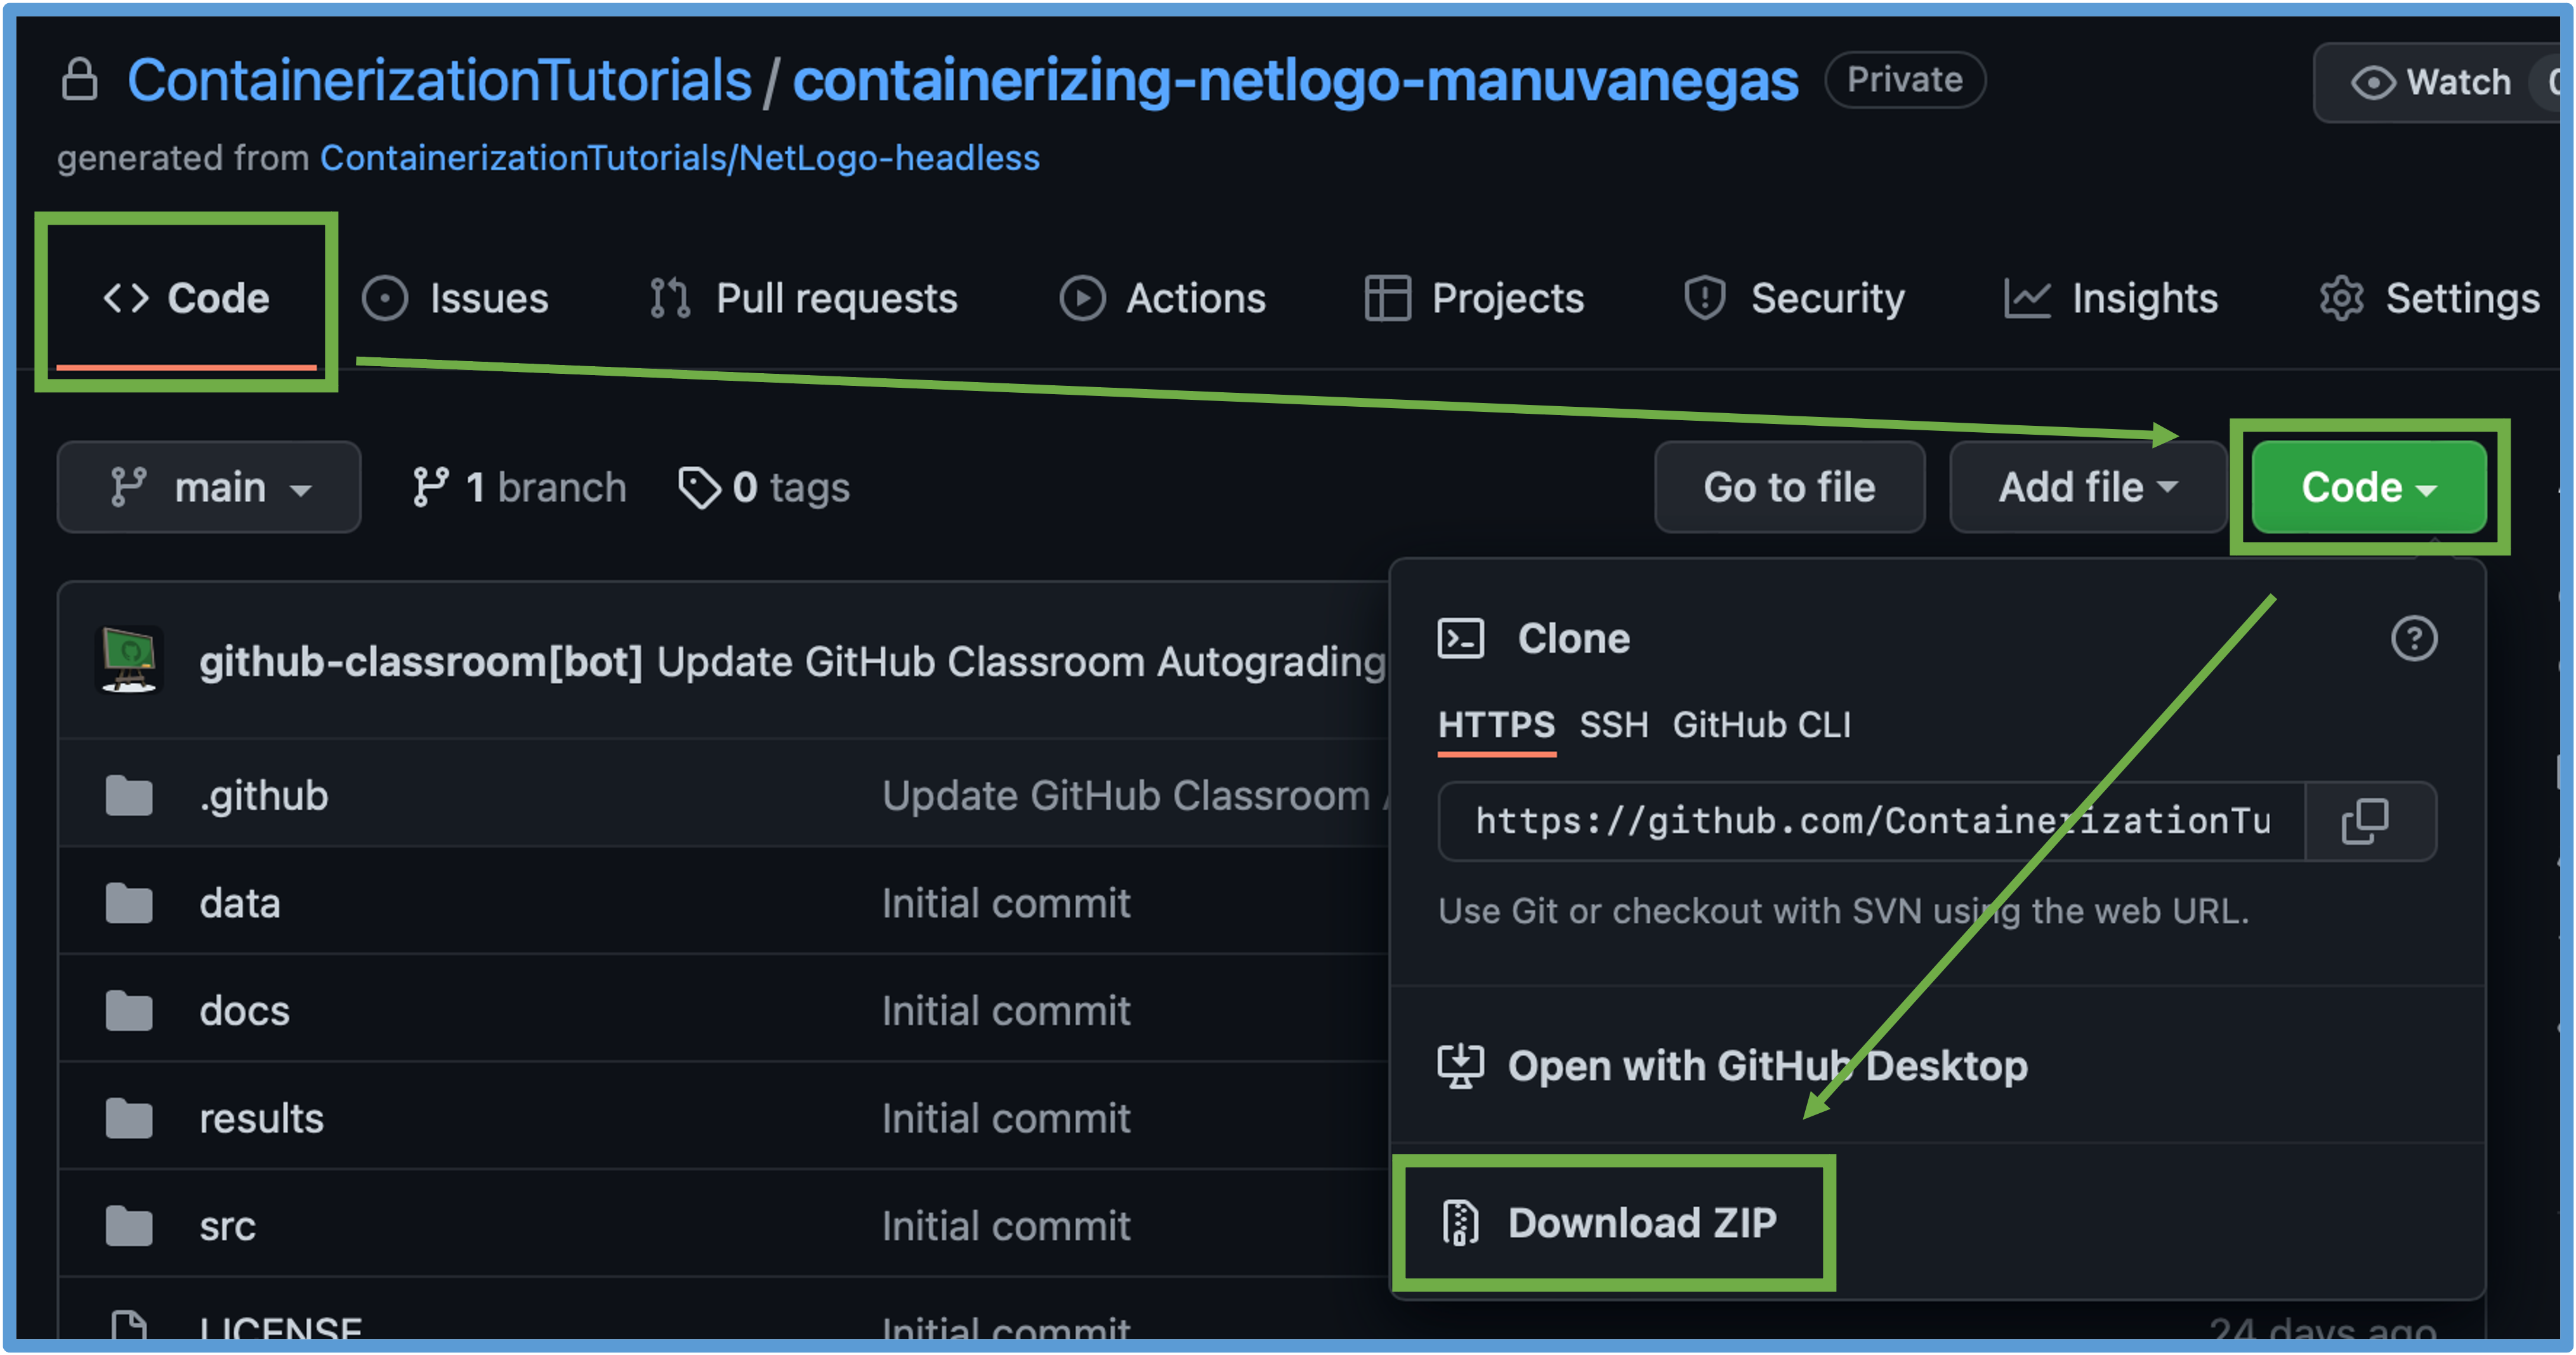 ContainerizationTutorials / containerizing-netlogo-manuvanegas Private Watch
generated from ContainerizationTutorials/NetLogo-headless
<> Code Issues Pull requests Actions Projects Security Insights Settings
main 1 branch 0 tags Go to file Add file Code
github-classroom[bot] Update GitHub Classroom Autograding
.github Update GitHub Classroom
data Initial commit
docs Initial commit
results Initial commit
src Initial commit
LICENSE Initial commit 24 days ago
Clone
HTTPS SSH GitHub CLI
https://github.com/ContainerizationTu
Use Git or checkout with SVN using the web URL.
Open with GitHub Desktop
Download ZIP